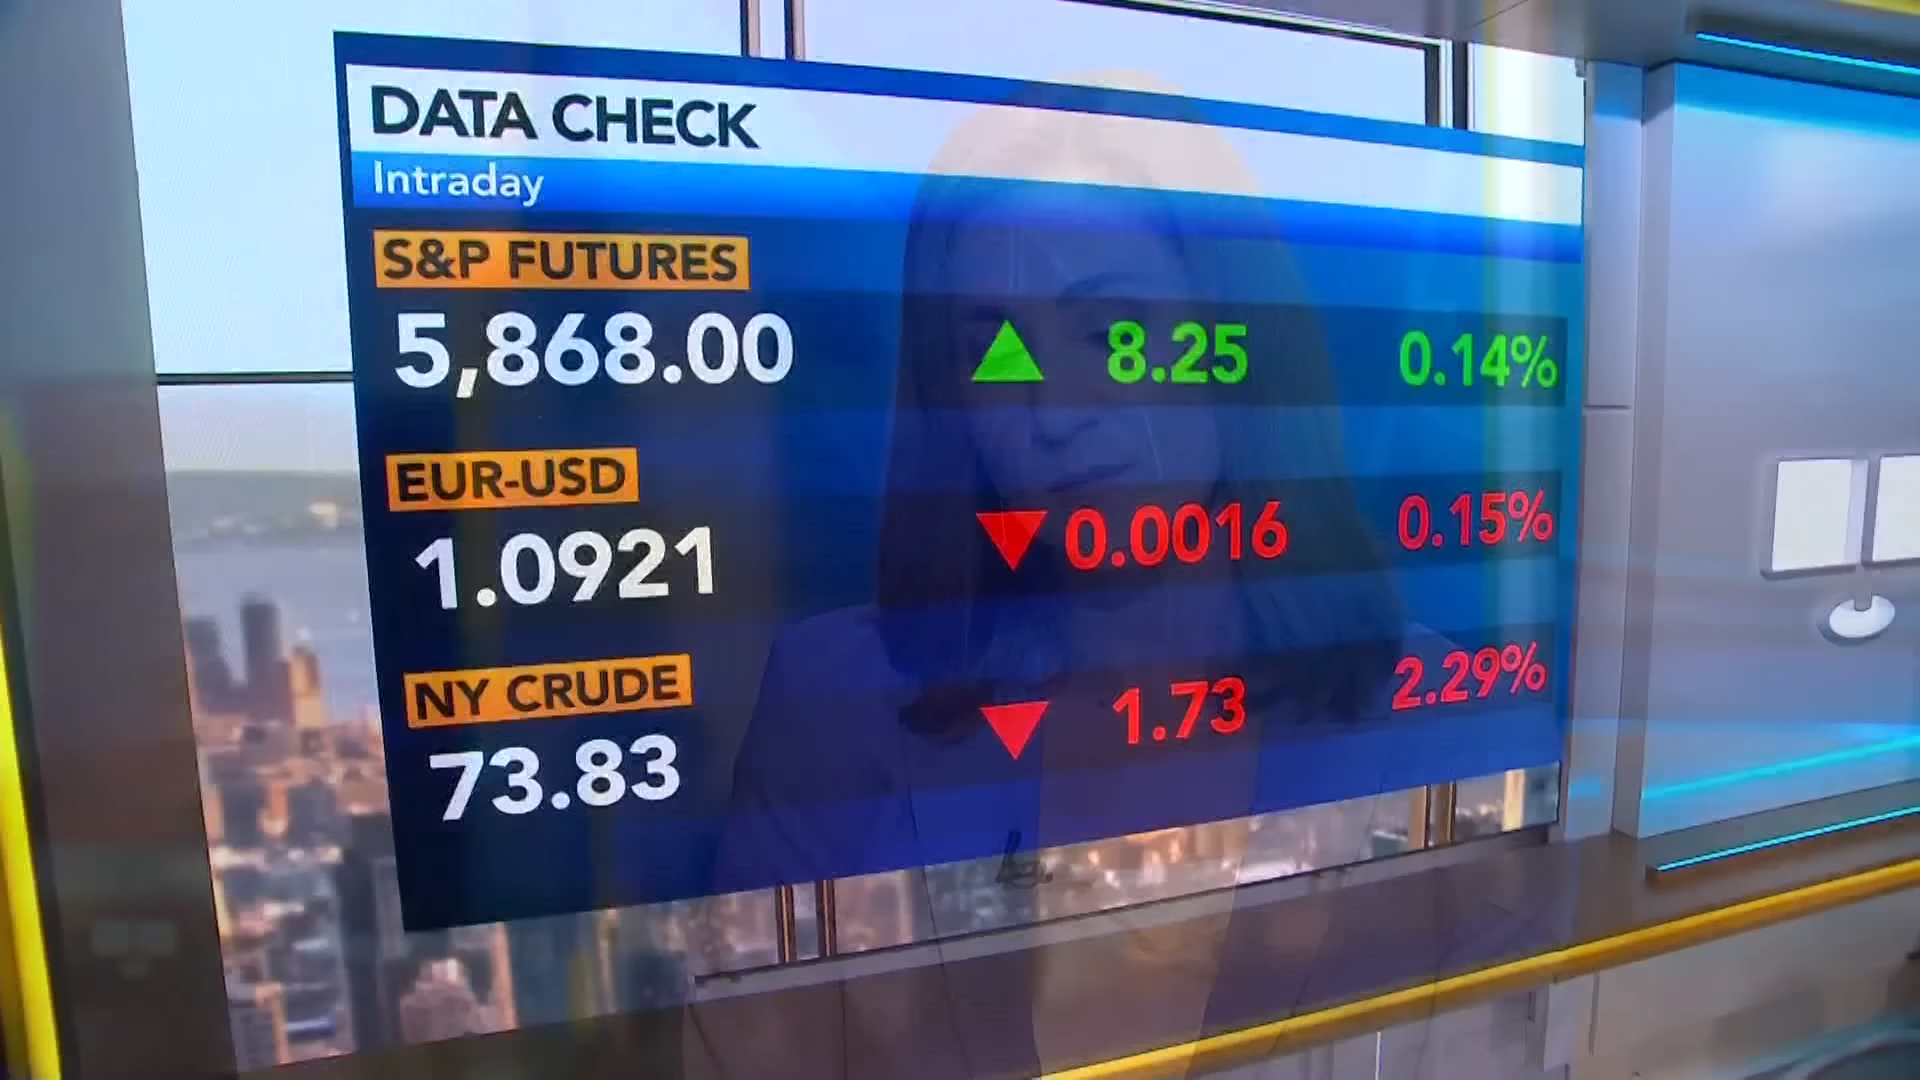 DATA CHECK
Intraday
S&P FUTURES
5,868.00 ▲ 8.25 0.14%
EUR-USD
1.0921 ▼ 0.0016 0.15%
NY CRUDE
73.83 ▼ 1.73 2.29%